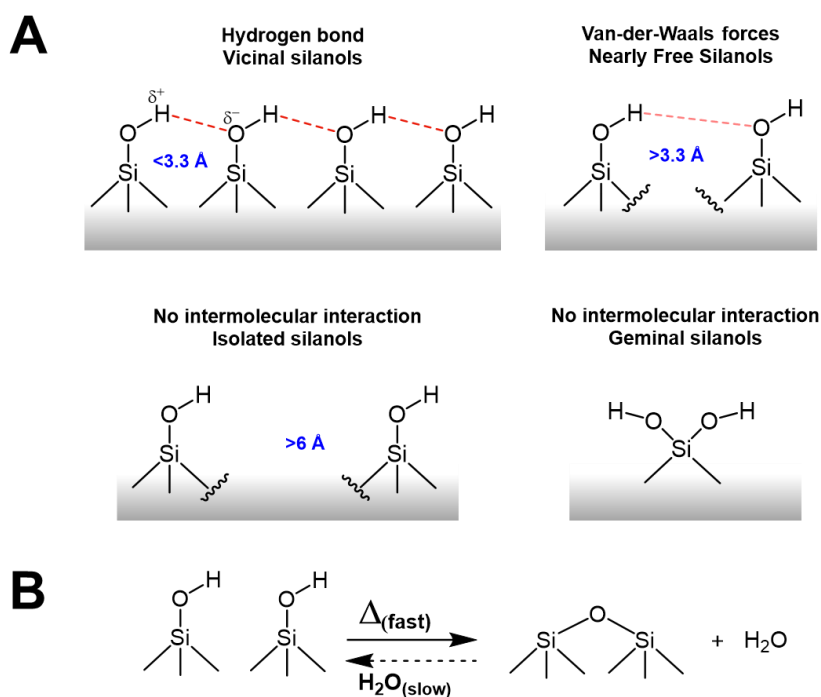 A
Hydrogen bond
Vicinal silanols
Van-der-Waals forces
Nearly Free Silanols
δ+ H δ− H H H
O O O O
<3.3 Å
Si Si Si Si
H H
O O
>3.3 Å
Si Si
No intermolecular interaction
Isolated silanols
No intermolecular interaction
Geminal silanols
H H
O O
>6 Å
Si Si
H O O H
Si
B
H H
O O
Si Si
Δ(fast)
H2O(slow)
O
Si Si
+ H2O